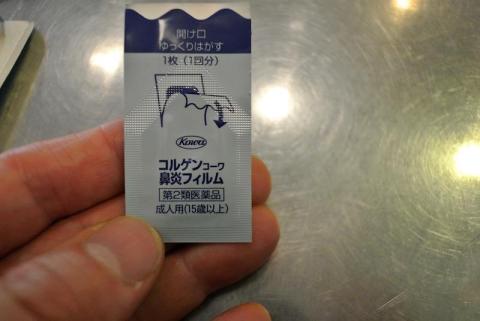 開け口
ゆっくりはがす
1枚（1回分）
Kowa
コルゲンコーワ
鼻炎フィルム
第2類医薬品
成人用(15歳以上)